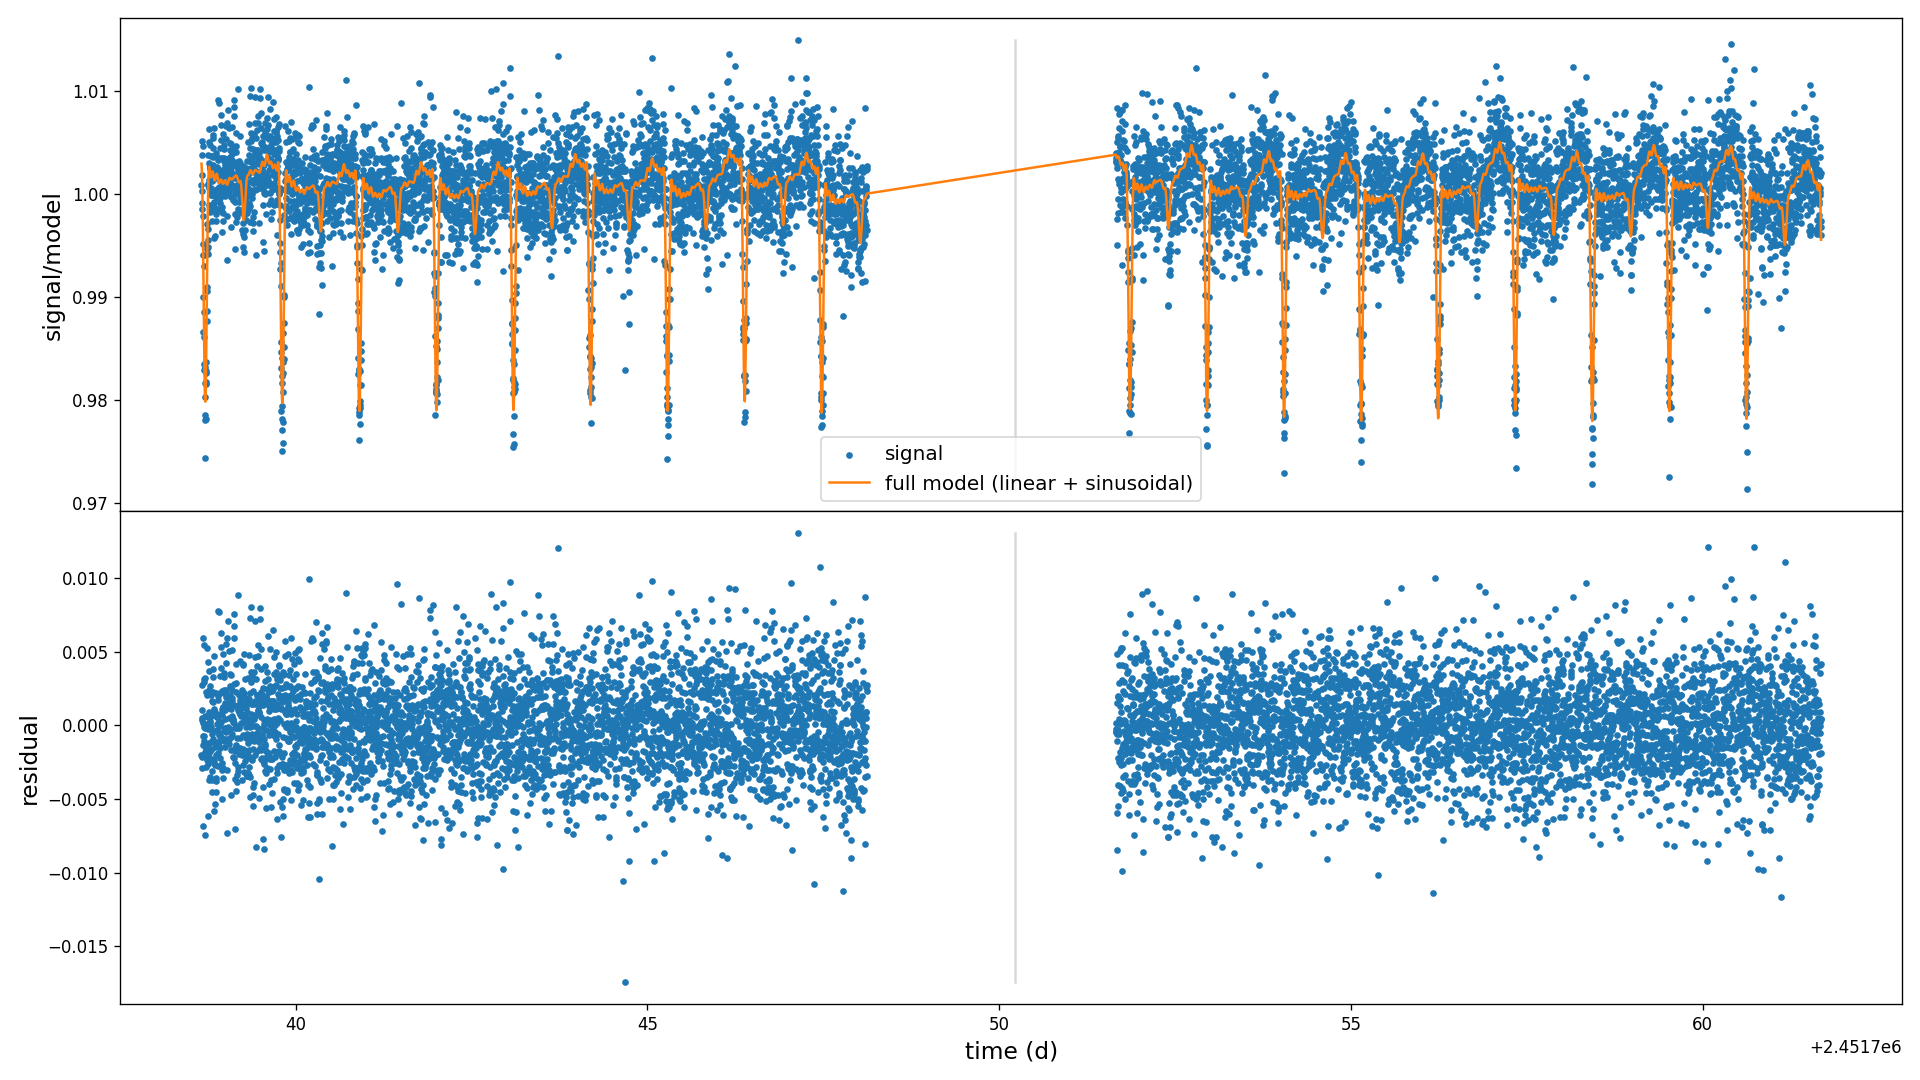 signal/model
1.01
1.00
0.99
0.98
0.97
signal
full model (linear + sinusoidal)
residual
0.010
0.005
0.000
−0.005
−0.010
−0.015
40
45
50
55
60
time (d)
+2.4517e6